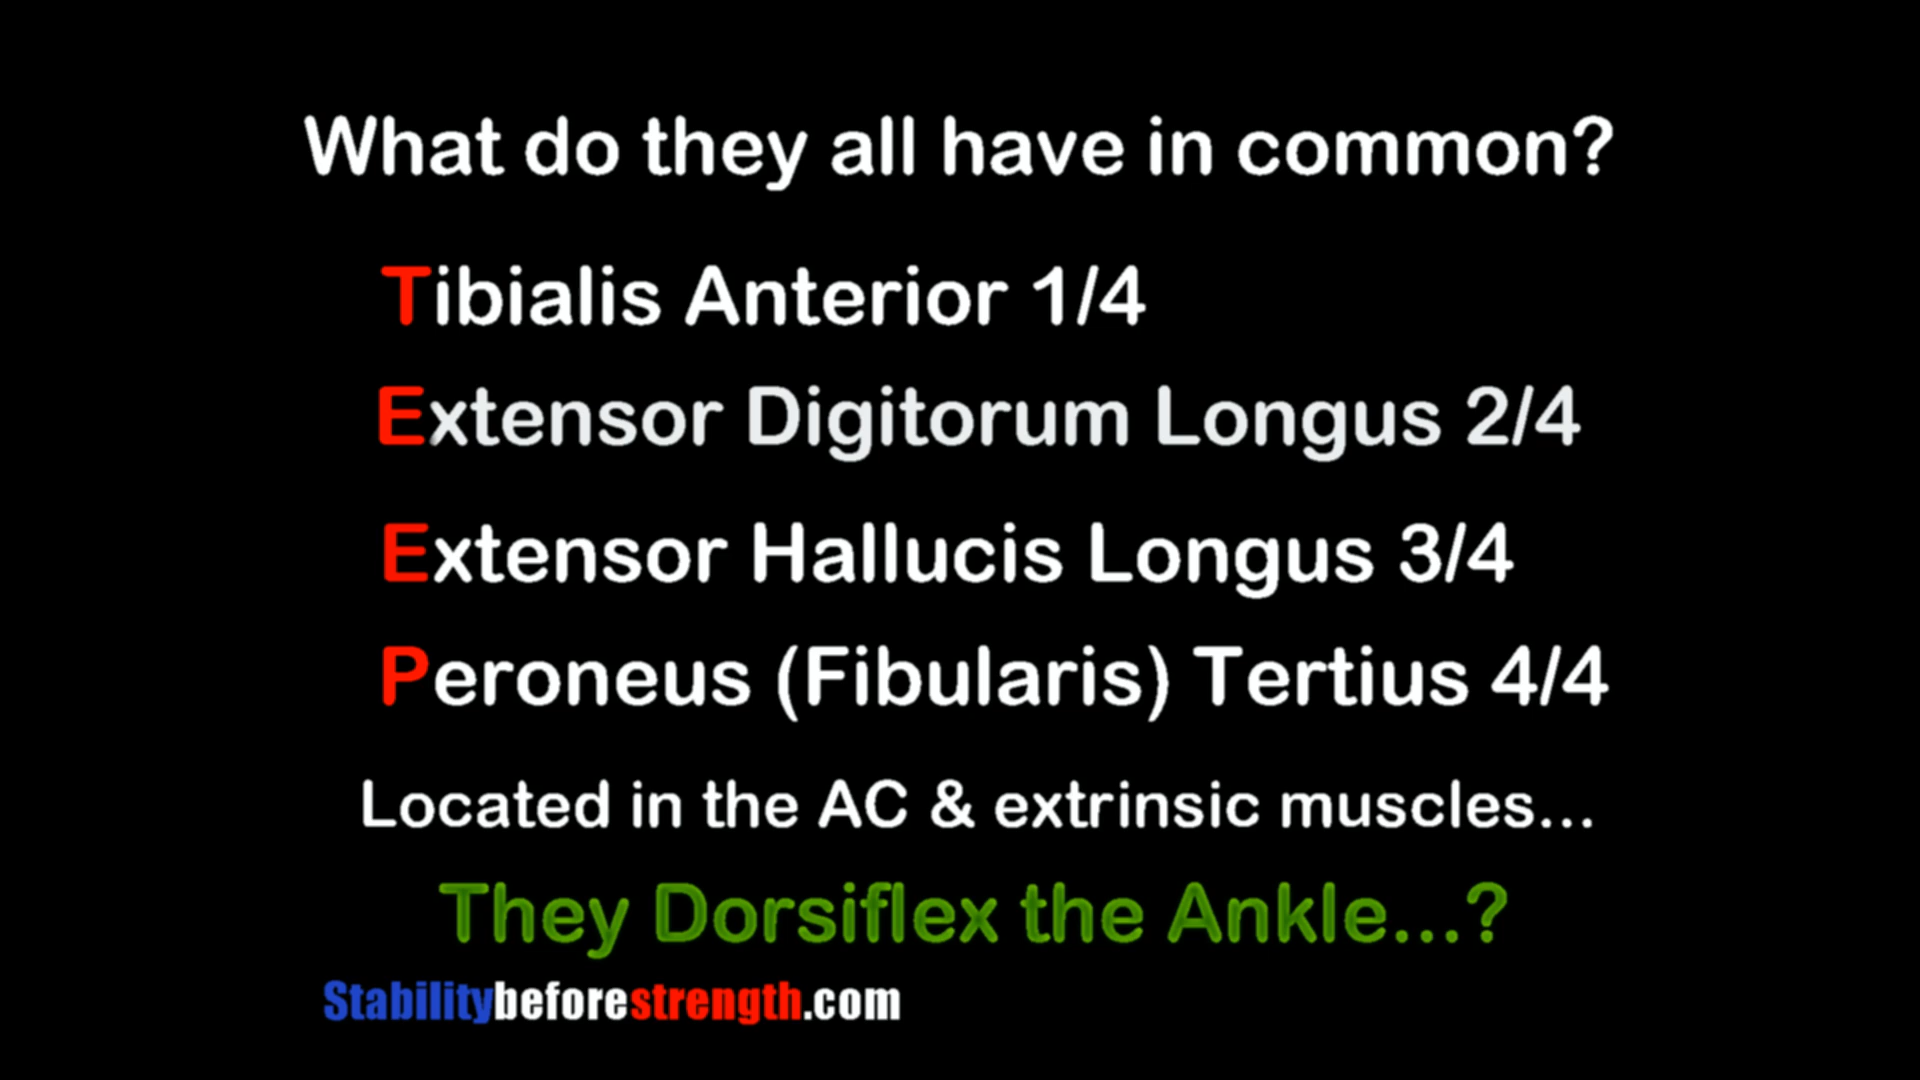 What do they all have in common?
Tibialis Anterior 1/4
Extensor Digitorum Longus 2/4
Extensor Hallucis Longus 3/4
Peroneus (Fibularis) Tertius 4/4
Located in the AC & extrinsic muscles...
They Dorsiflex the Ankle...?
Stabilitybeforestrength.com